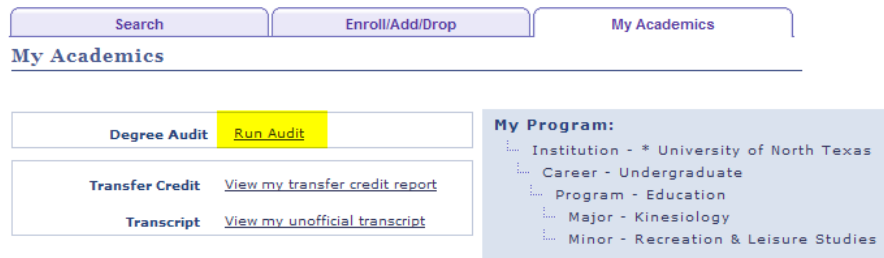 Search Enroll/Add/Drop My Academics
My Academics
Degree Audit Run Audit
Transfer Credit View my transfer credit report
Transcript View my unofficial transcript
My Program:
Institution - * University of North Texas
Career - Undergraduate
Program - Education
Major - Kinesiology
Minor - Recreation & Leisure Studies